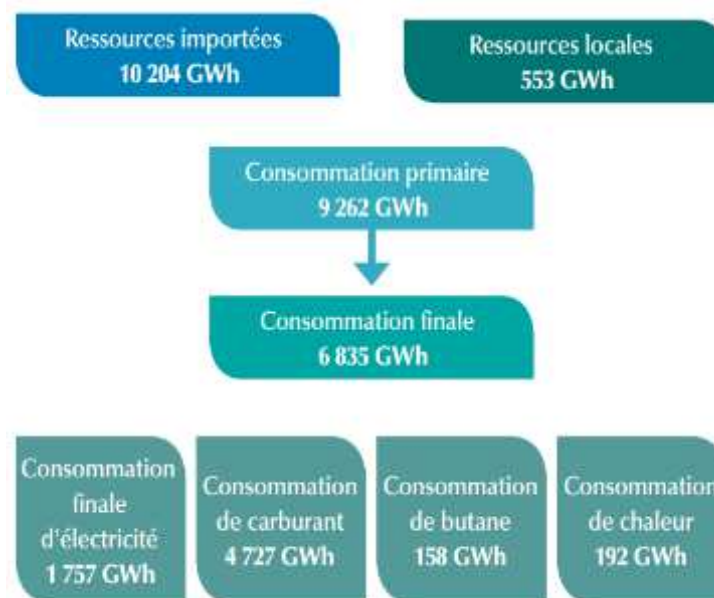 Ressources importées
10 204 GWh
Ressources locales
553 GWh
Consommation primaire
9 262 GWh
Consommation finale
6 835 GWh
Consommation
finale
d'électricité
1 757 GWh
Consommation
de carburant
4 727 GWh
Consommation
de butane
158 GWh
Consommation
de chaleur
192 GWh